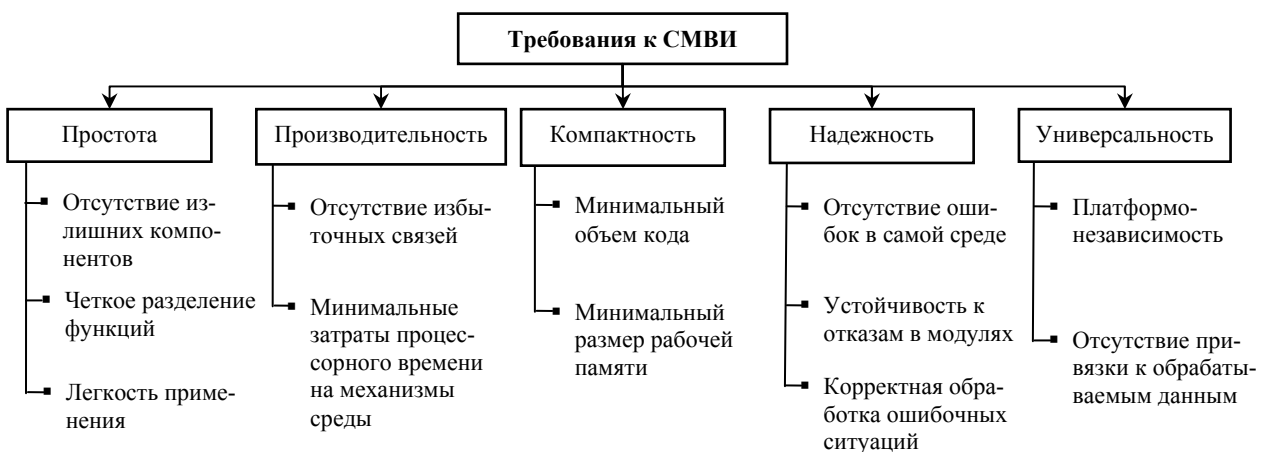 Требования к СМВИ
Простота
Отсутствие из-
лишних компо-
нентов
Четкое разделение
функций
Легкость приме-
нения
Производительность
Отсутствие избы-
точных связей
Минимальные
затраты процес-
сорного времени
на механизмы
среды
Компактность
Минимальный
объем кода
Минимальный
размер рабочей
памяти
Надежность
Отсутствие оши-
бок в самой среде
Устойчивость к
отказам в модулях
Корректная обра-
ботка ошибочных
ситуаций
Универсальность
Платформо-
независимость
Отсутствие при-
вязки к обрабаты-
ваемым данным